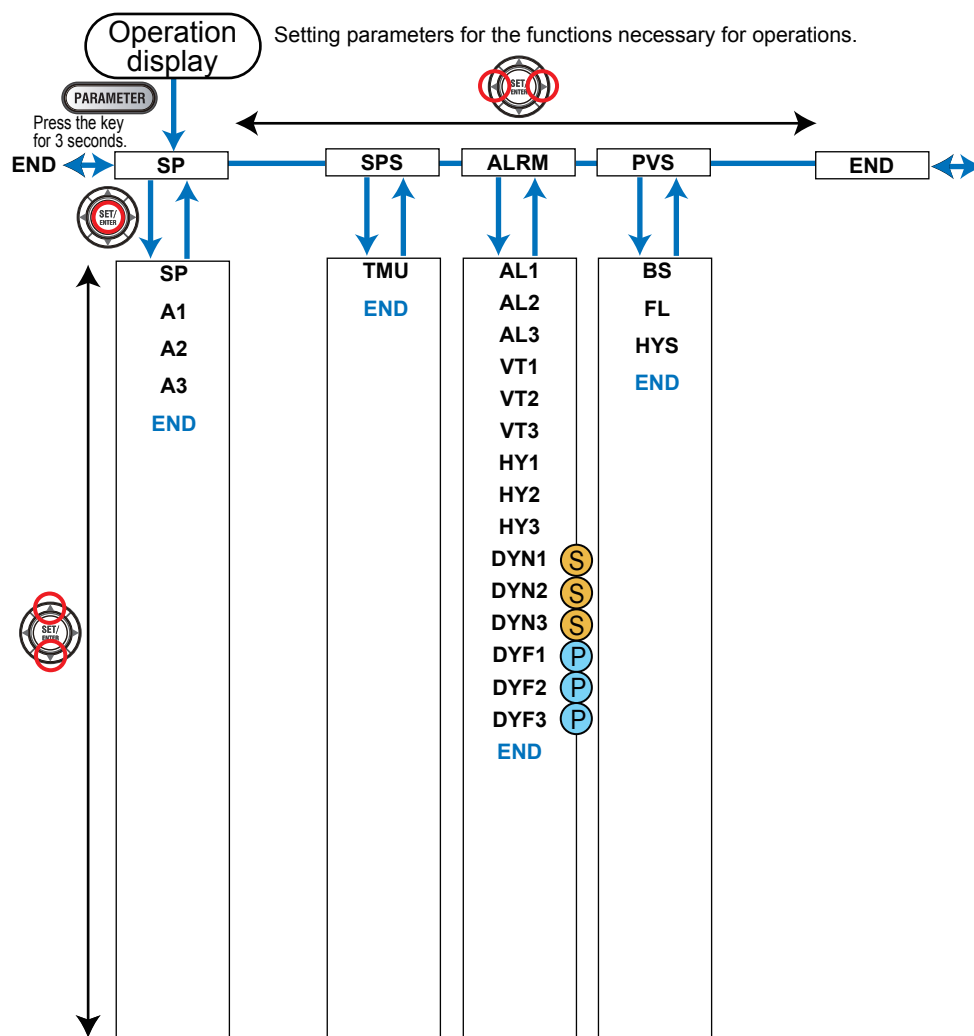 Operation
display
Setting parameters for the functions necessary for operations.
SET/
ENTER
PARAMETER
Press the key
for 3 seconds.
END
SP
SPS
ALRM
PVS
END
SET/
ENTER
SP
A1
A2
A3
END
TMU
END
AL1
AL2
AL3
VT1
VT2
VT3
HY1
HY2
HY3
DYN1 S
DYN2 S
DYN3 S
DYF1 P
DYF2 P
DYF3 P
END
BS
FL
HYS
END
SET/
ENTER